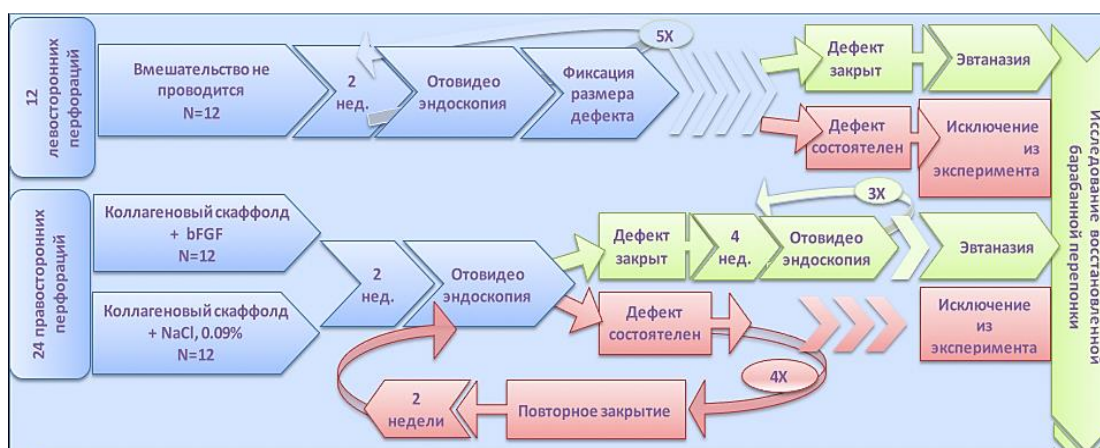 12
левосторонних
перфораций
Вмешательство не
проводится
N=12
2
нед.
Отовидео
эндоскопия
Фиксация
размера
дефекта
5X
Дефект
закрыт
Эвтаназия
Дефект
состоятелен
Исключение
из
эксперимента
24 правосторонних
перфораций
Коллагеновый скаффолд
+ bFGF
N=12
Коллагеновый скаффолд
+ NaCl, 0.09%
N=12
2
нед.
Отовидео
эндоскопия
Дефект
закрыт
4
нед.
Отовидео
эндоскопия
3X
Эвтаназия
Дефект
состоятелен
4X
Исключение
из
эксперимента
Повторное закрытие
2
недели
Исследование восстановленной
барабанной перепонки